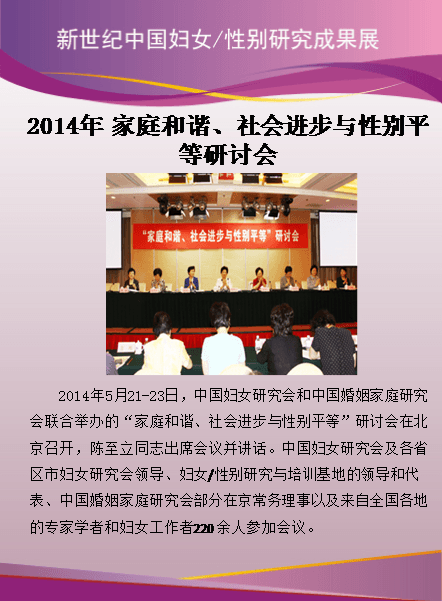 新世纪中国妇女/性别研究成果展
2014年 家庭和谐、社会进步与性别平
等研讨会
“家庭和谐、社会进步与性别平等”研讨会
2014年5月21-23日，中国妇女研究会和中国婚姻家庭研究
会联合举办的“家庭和谐、社会进步与性别平等”研讨会在北
京召开，陈至立同志出席会议并讲话。中国妇女研究会及各省
区市妇女研究会领导、妇女/性别研究与培训基地的领导和代
表、中国婚姻家庭研究会部分在京常务理事以及来自全国各地
的专家学者和妇女工作者220余人参加会议。